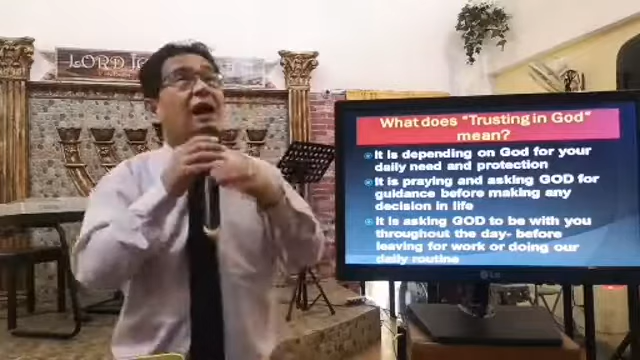 LORD
What does "Trusting in God"
mean?
It is depending on God for your
daily need and protection
It is praying and asking GOD for
guidance before making any
decision in life
It is asking GOD to be with you
throughout the day- before
leaving for work or doing our
daily routine
LG